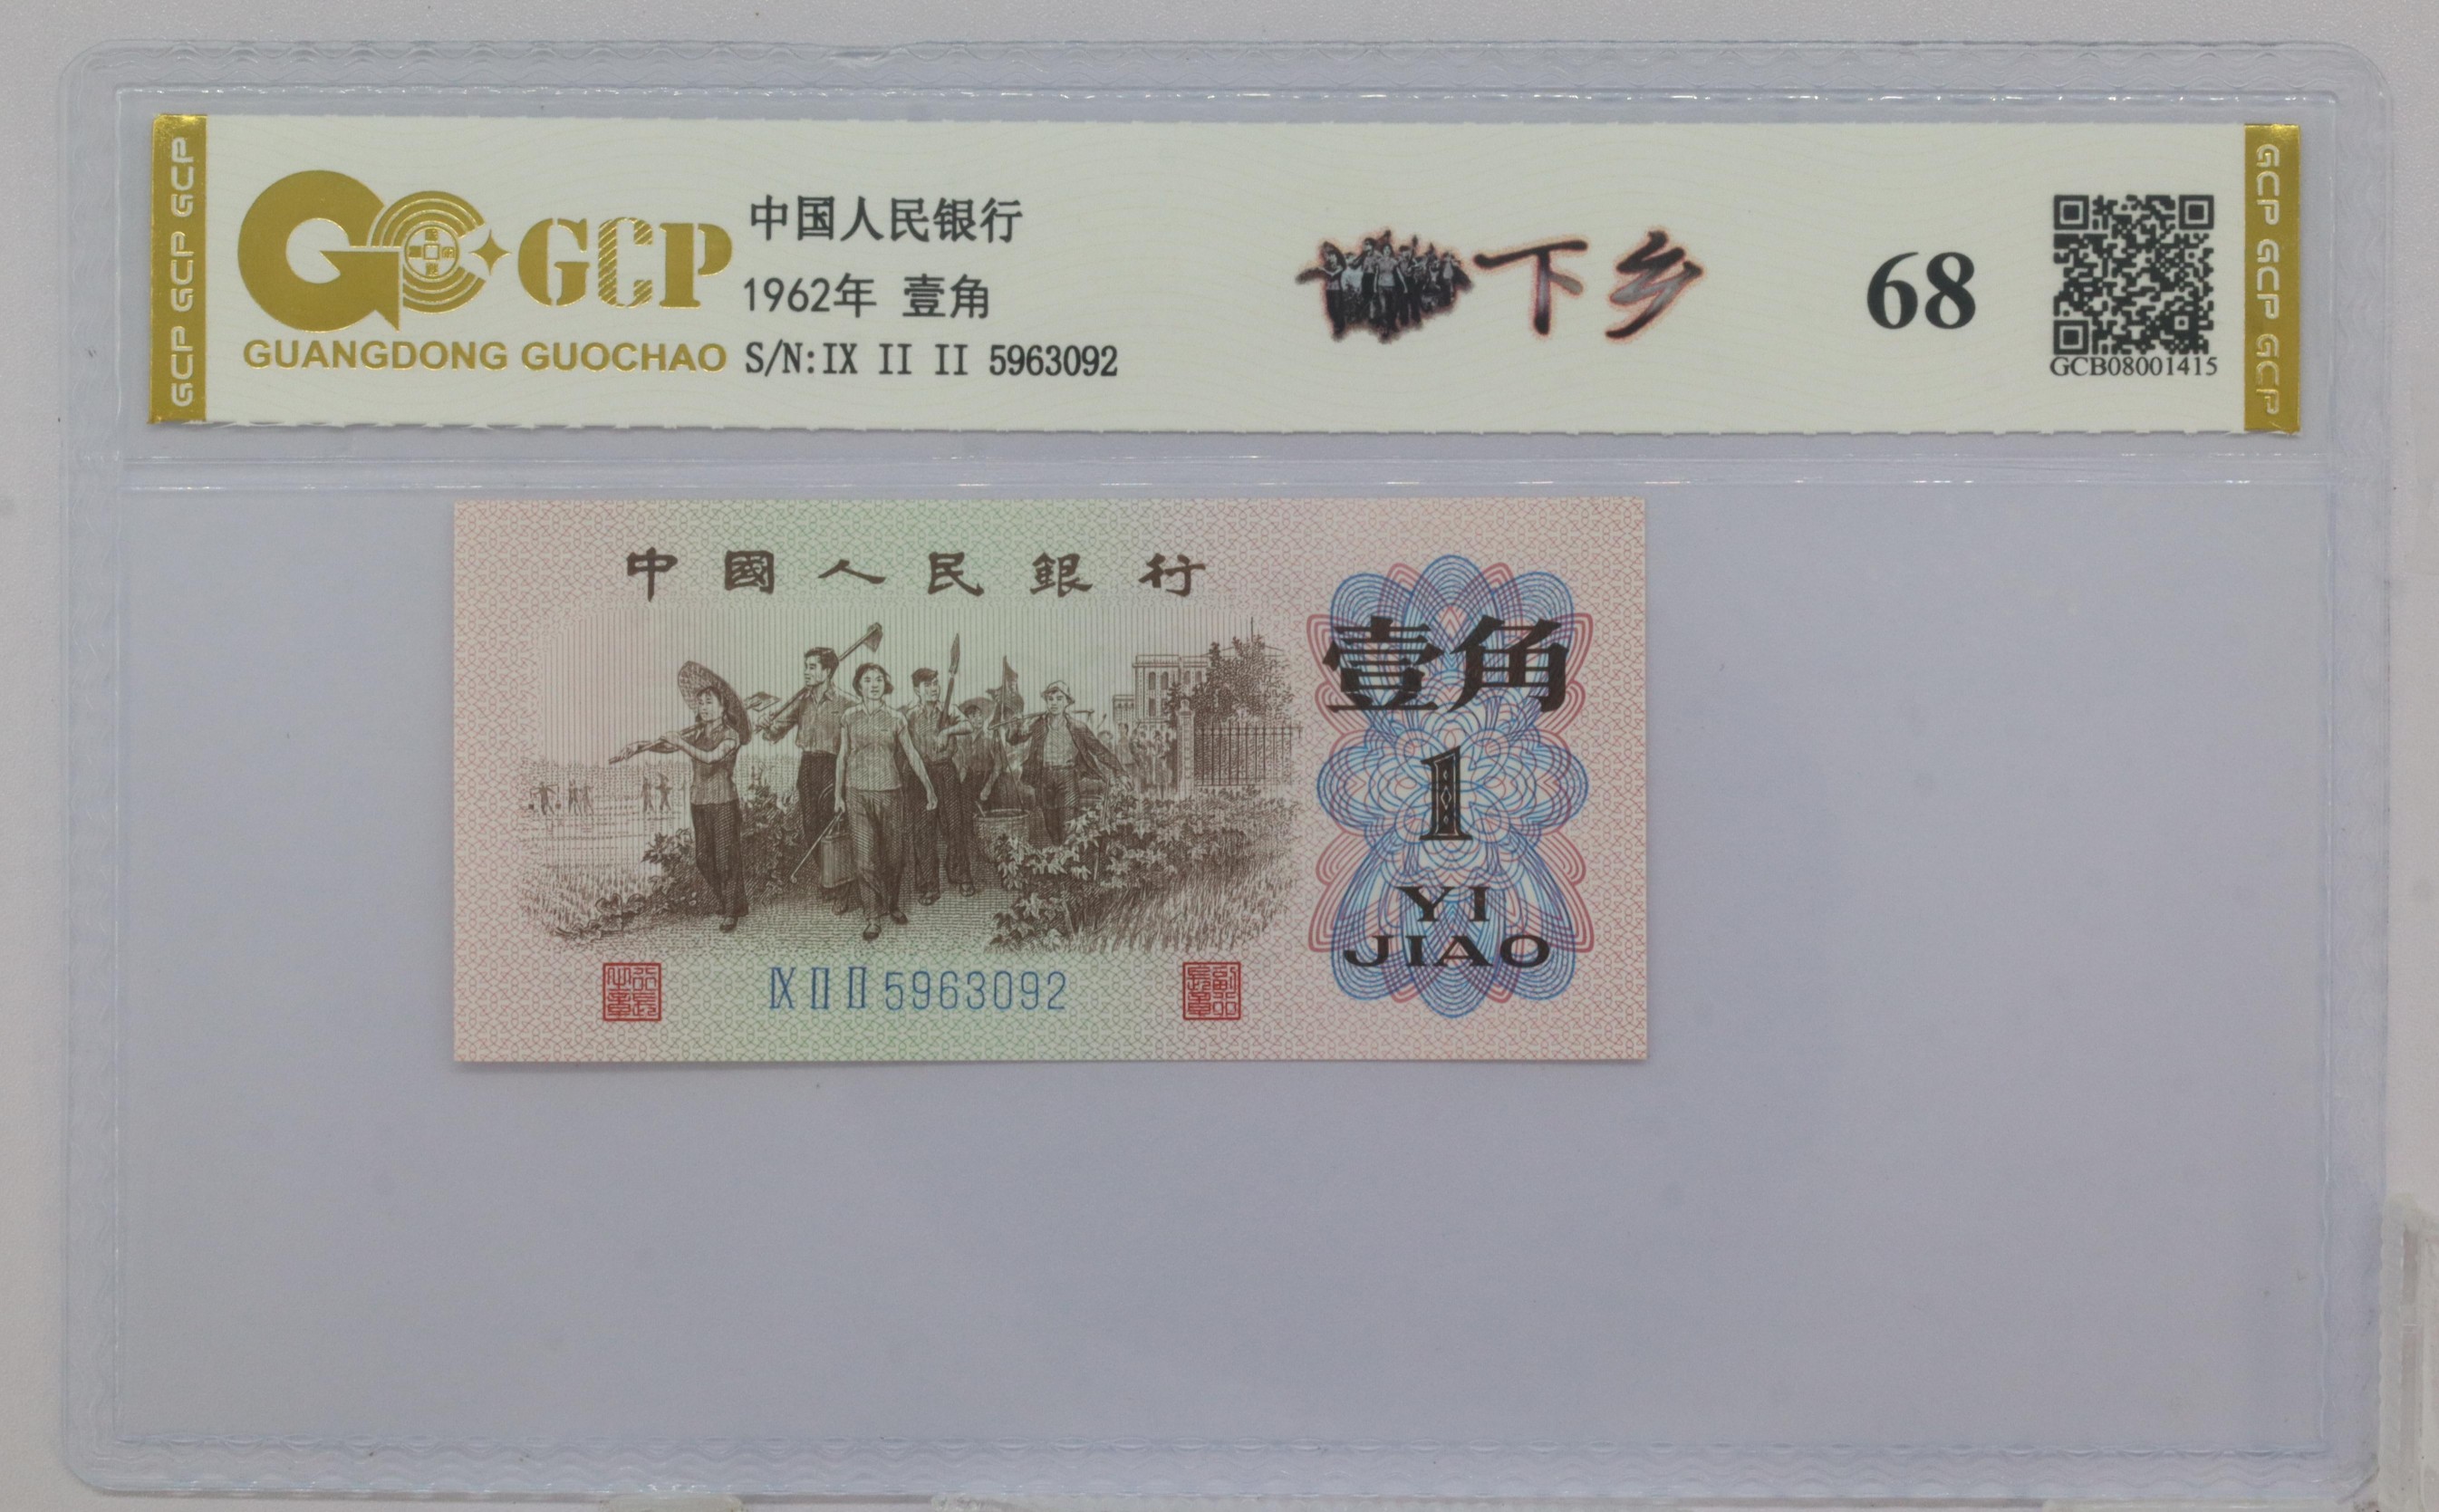 GCP GCP GCP
GCP
GUANGDONG GUOCHAO
中国人民银行
1962年 壹角
S/N:IX II II 5963092
下乡
68
GCB08001415
GCP GCP GCP
中國人民銀行
壹角
1
YI
JIAO
IX II II 5963092